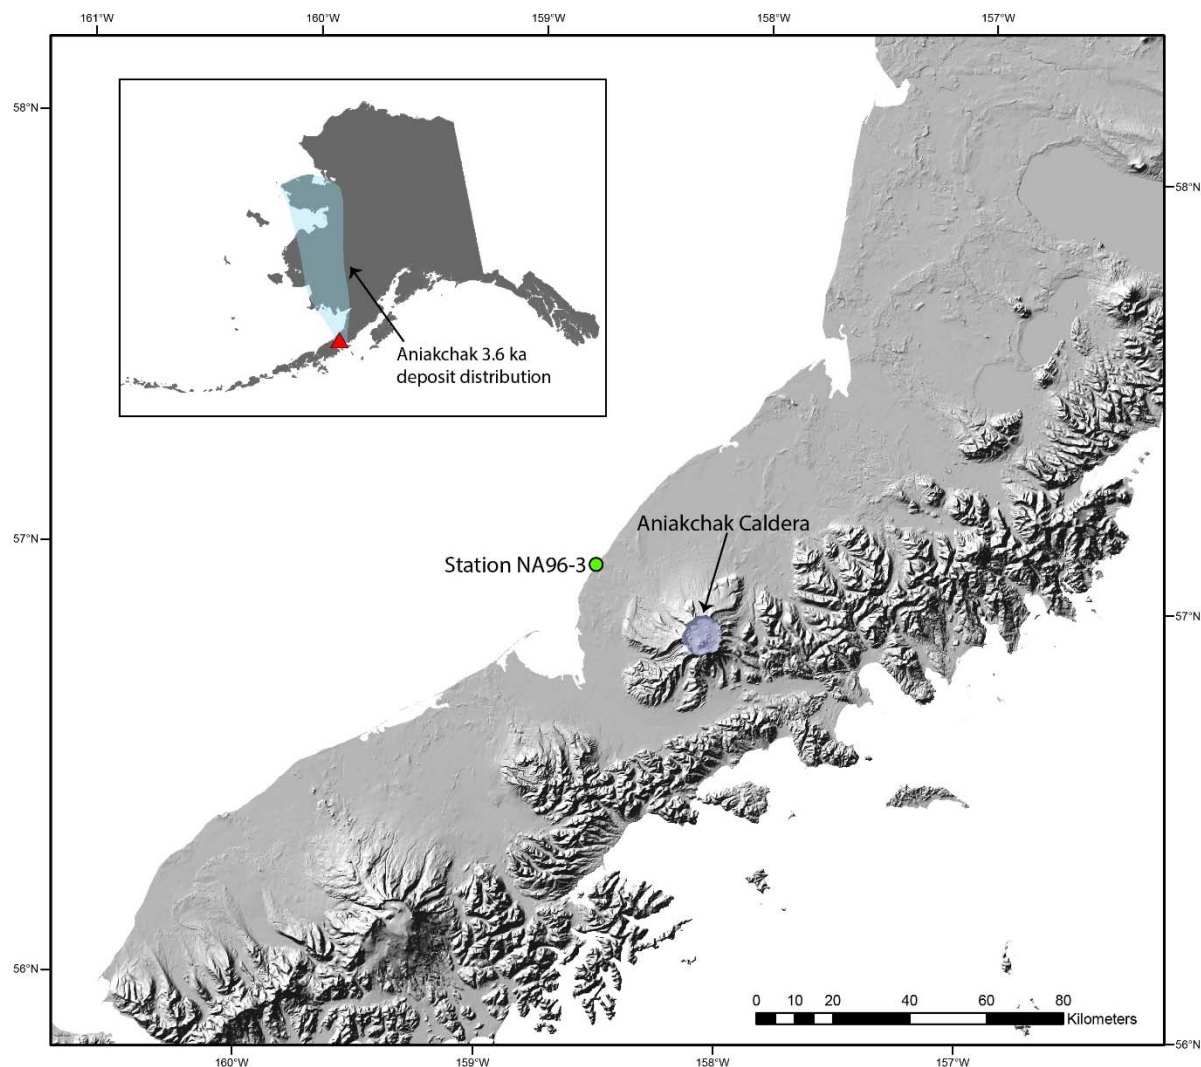 161°W 160°W 159°W 158°W 157°W
58°N
58°N
Aniakchak 3.6 ka
deposit distribution
57°N
Aniakchak Caldera
Station NA96-3
57°N
56°N
0 10 20 40 60 80
Kilometers
56°N
160°W 159°W 158°W 157°W